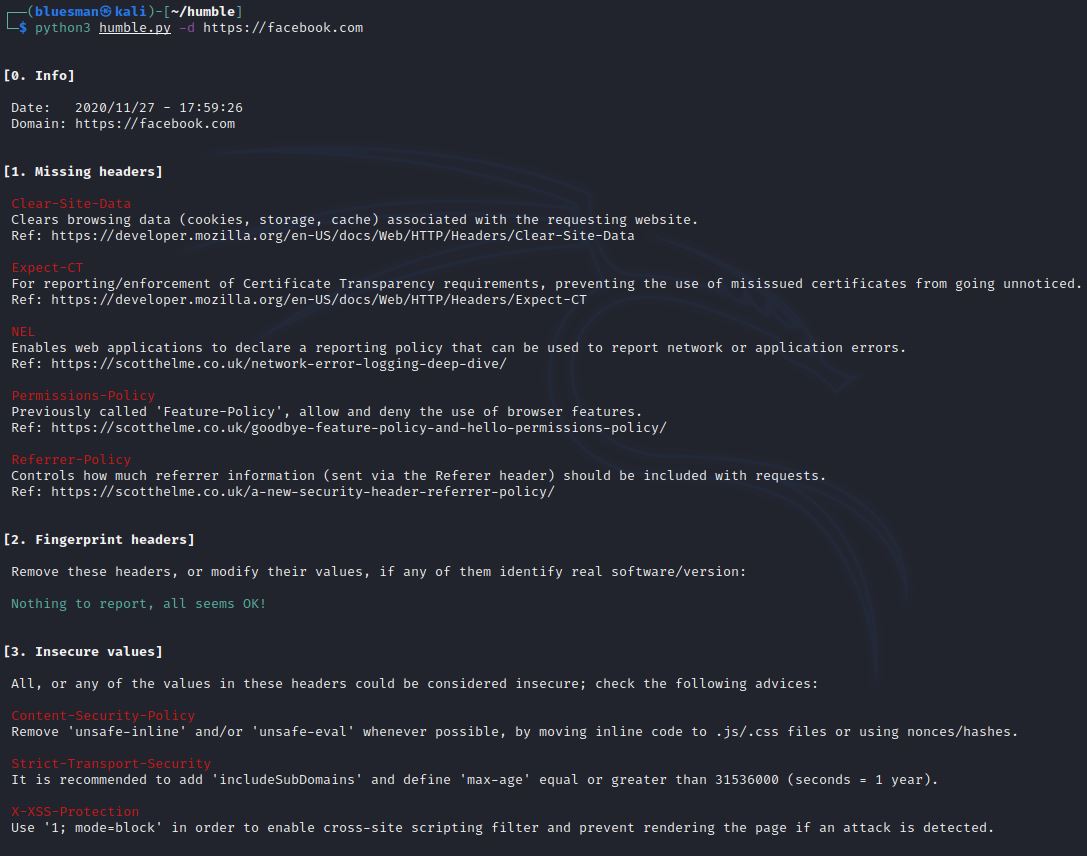 ┌──(bluesman㉿kali)-[~/humble]
└─$ python3 humble.py -d https://facebook.com
[0. Info]
Date:   2020/11/27 - 17:59:26
Domain: https://facebook.com
[1. Missing headers]
Clear-Site-Data
Clears browsing data (cookies, storage, cache) associated with the requesting website.
Ref: https://developer.mozilla.org/en-US/docs/Web/HTTP/Headers/Clear-Site-Data
Expect-CT
For reporting/enforcement of Certificate Transparency requirements, preventing the use of misissued certificates from going unnoticed.
Ref: https://developer.mozilla.org/en-US/docs/Web/HTTP/Headers/Expect-CT
NEL
Enables web applications to declare a reporting policy that can be used to report network or application errors.
Ref: https://scotthelme.co.uk/network-error-logging-deep-dive/
Permissions-Policy
Previously called 'Feature-Policy', allow and deny the use of browser features.
Ref: https://scotthelme.co.uk/goodbye-feature-policy-and-hello-permissions-policy/
Referrer-Policy
Controls how much referrer information (sent via the Referer header) should be included with requests.
Ref: https://scotthelme.co.uk/a-new-security-header-referrer-policy/
[2. Fingerprint headers]
Remove these headers, or modify their values, if any of them identify real software/version:
Nothing to report, all seems OK!
[3. Insecure values]
All, or any of the values in these headers could be considered insecure; check the following advices:
Content-Security-Policy
Remove 'unsafe-inline' and/or 'unsafe-eval' whenever possible, by moving inline code to .js/.css files or using nonces/hashes.
Strict-Transport-Security
It is recommended to add 'includeSubDomains' and define 'max-age' equal or greater than 31536000 (seconds = 1 year).
X-XSS-Protection
Use '1; mode=block' in order to enable cross-site scripting filter and prevent rendering the page if an attack is detected.